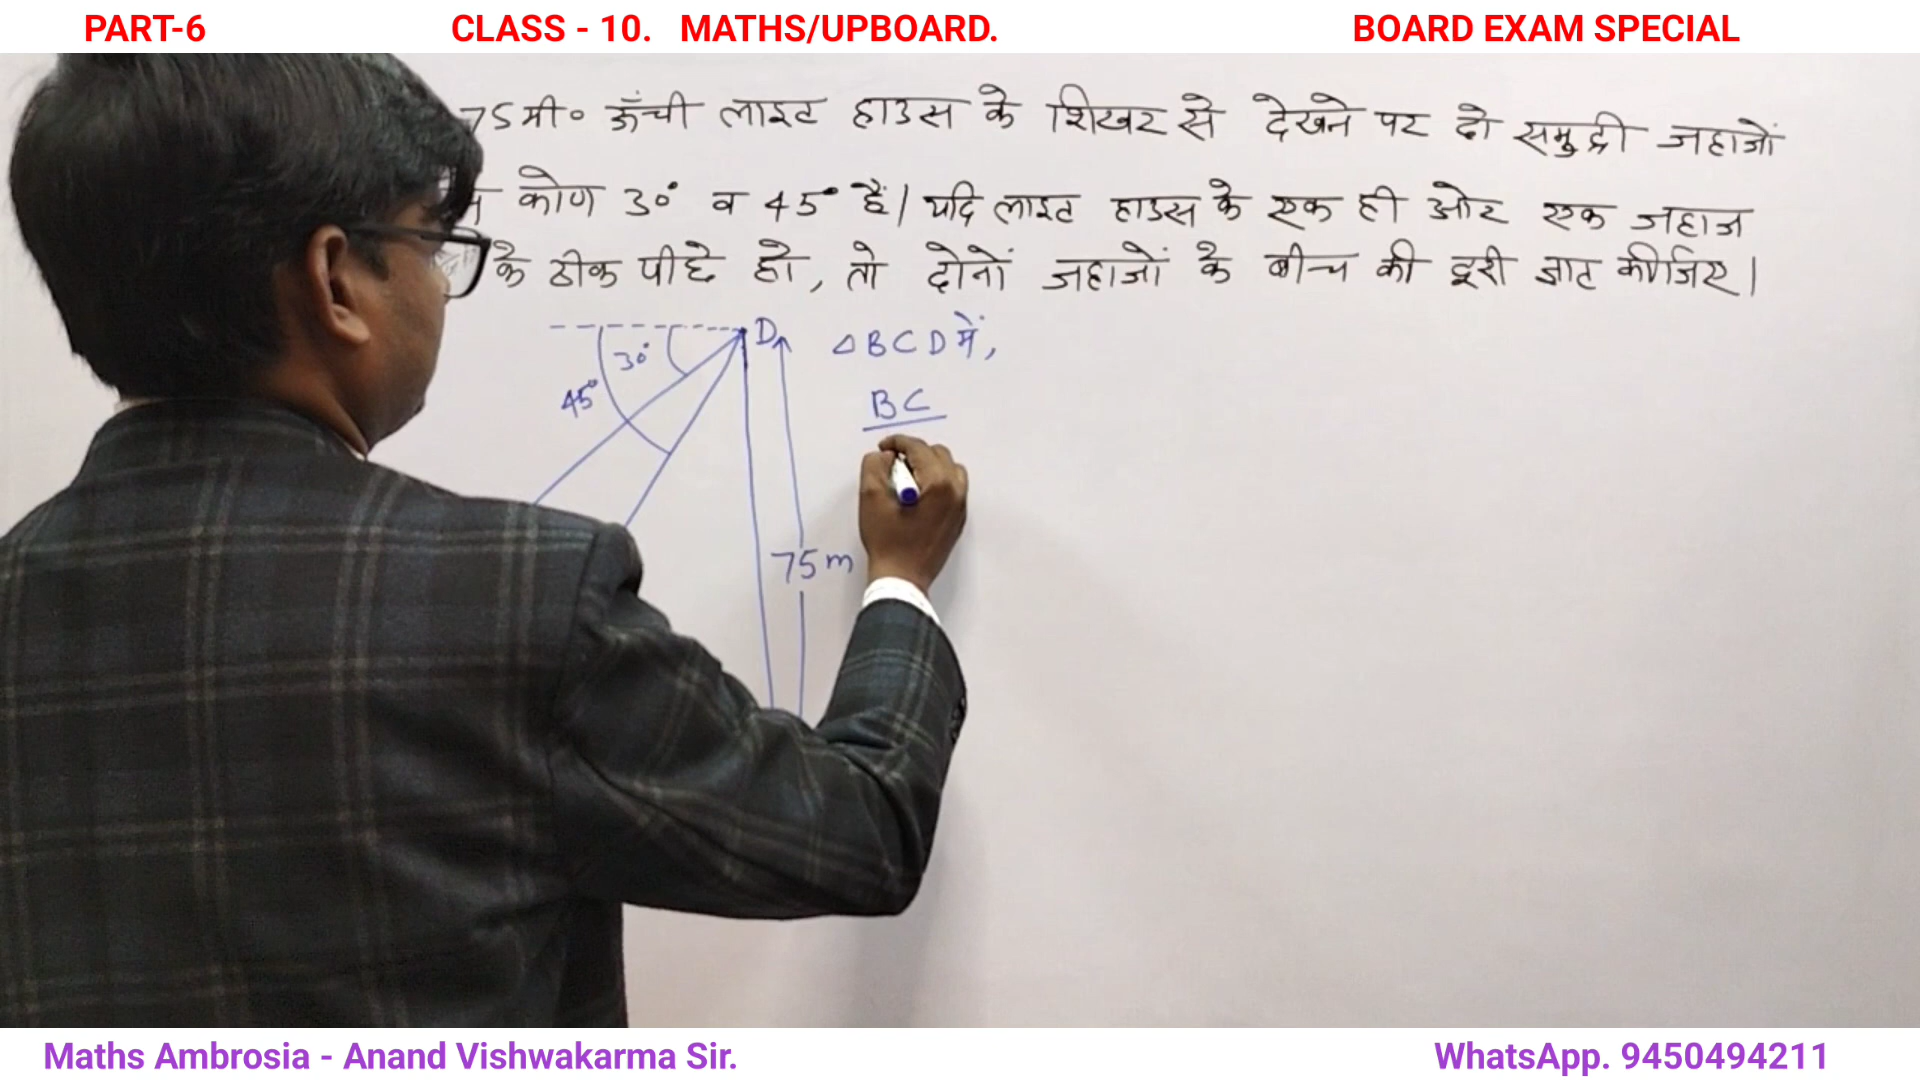 PART-6 CLASS - 10. MATHS/UPBOARD. BOARD EXAM SPECIAL
75मी० ऊँची लाइट हाउस के शिखर से देखने पर दो समुद्री जहाजों
कोण 30° व 45° हैं। यदि लाइट हाउस के एक ही ओर एक जहाज
के ठीक पीछे हो, तो दोनों जहाजों के बीच की दूरी ज्ञात कीजिए।
D
30°
45°
75m
△BCD में,
BC
Maths Ambrosia - Anand Vishwakarma Sir. WhatsApp. 9450494211